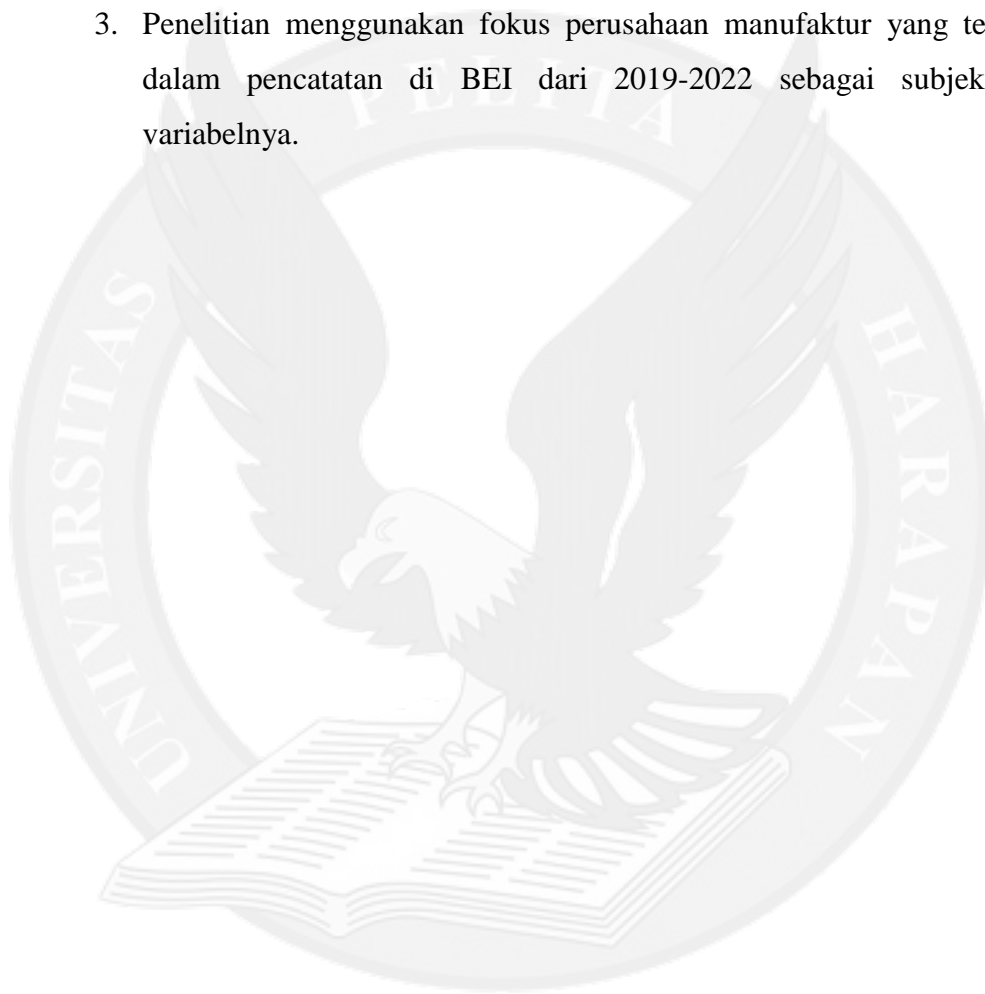 3. Penelitian menggunakan fokus perusahaan manufaktur yang te
dalam pencatatan di BEI dari 2019-2022 sebagai subjek
variabelnya.
UNIVERSITAS
PELITA
HARAPAN